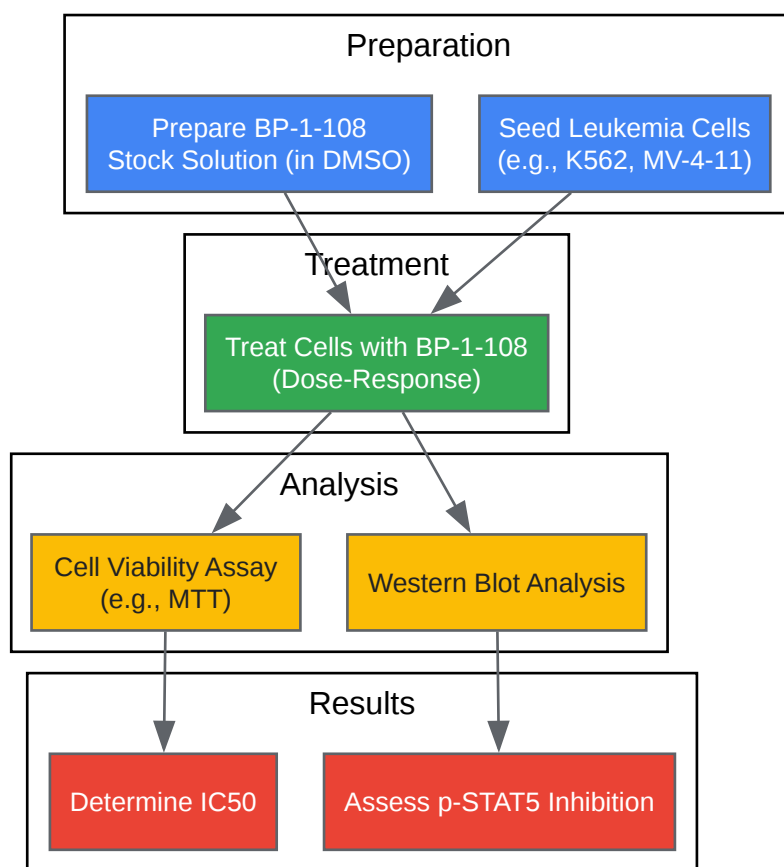 Preparation
Prepare BP-1-108
Stock Solution (in DMSO)
Seed Leukemia Cells
(e.g., K562, MV-4-11)
Treatment
Treat Cells with BP-1-108
(Dose-Response)
Analysis
Cell Viability Assay
(e.g., MTT)
Western Blot Analysis
Results
Determine IC50
Assess p-STAT5 Inhibition